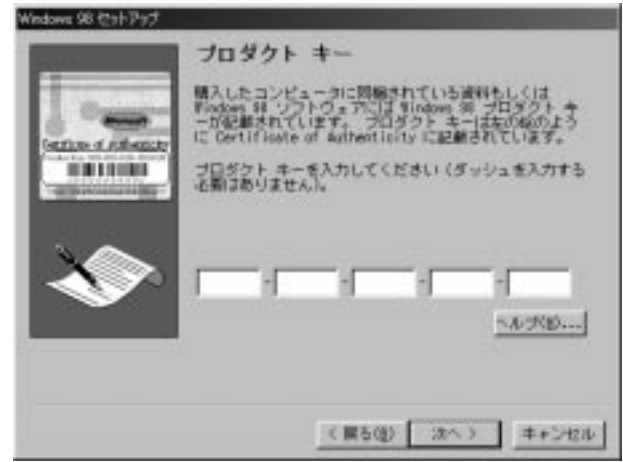 Windows 98 セットアップ
プロダクト キー
購入したコンピュータに同梱されている資料もしくは
Windows 98 ソフトウェアには Windows 98 プロダクト キ
ーが記載されています。 プロダクト キーは左の絵のよう
に Certificate of Authenticity に記載されています。
プロダクト キーを入力してください (ダッシュを入力する
必要はありません)。
Certificate of Authenticity
- - - -
ヘルプ(H)...
< 戻る(B)
次へ >
キャンセル